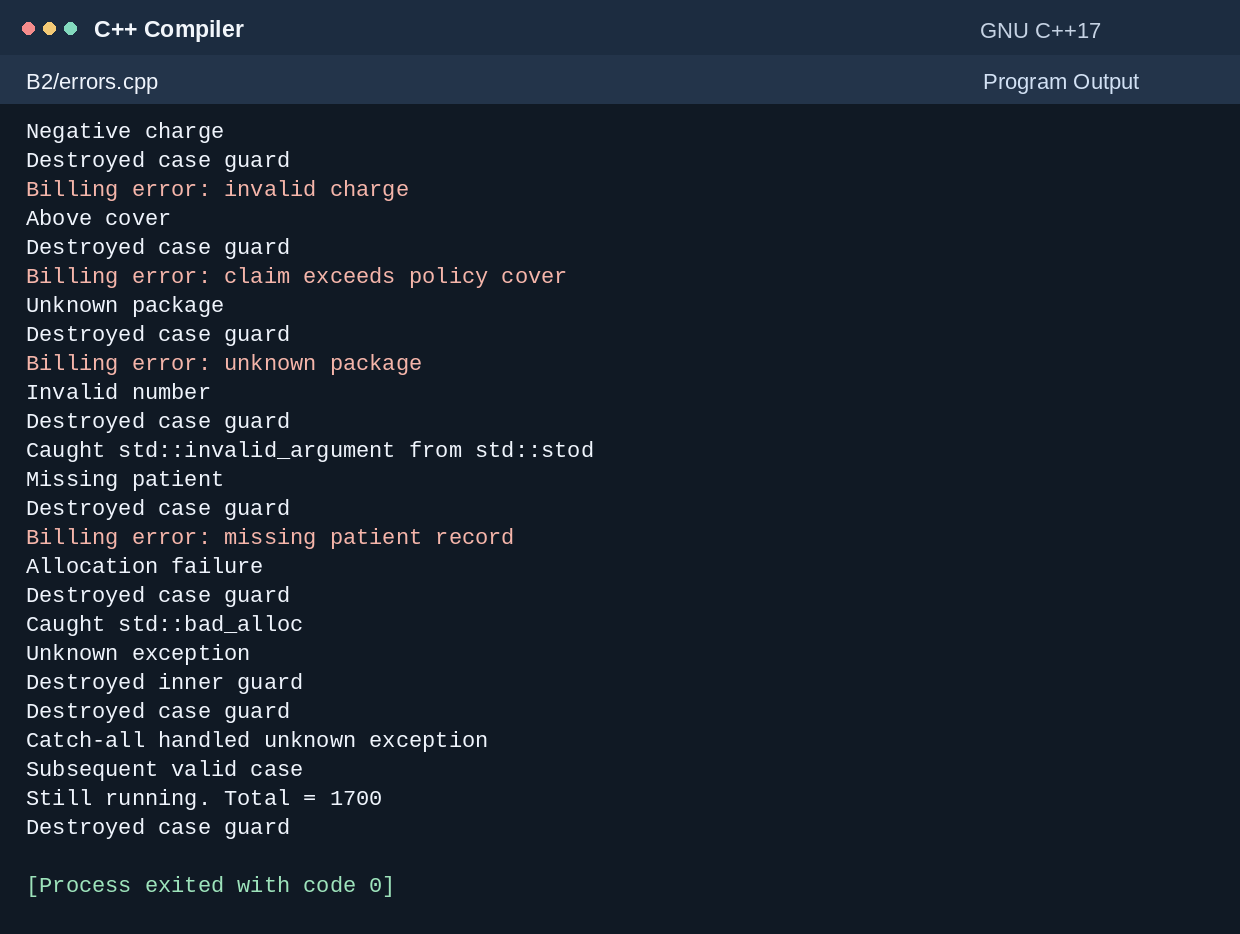 C++ Compiler
GNU C++17
B2/errors.cpp
Program Output
Negative charge
Destroyed case guard
Billing error: invalid charge
Above cover
Destroyed case guard
Billing error: claim exceeds policy cover
Unknown package
Destroyed case guard
Billing error: unknown package
Invalid number
Destroyed case guard
Caught std::invalid_argument from std::stod
Missing patient
Destroyed case guard
Billing error: missing patient record
Allocation failure
Destroyed case guard
Caught std::bad_alloc
Unknown exception
Destroyed inner guard
Destroyed case guard
Catch-all handled unknown exception
Subsequent valid case
Still running. Total = 1700
Destroyed case guard
[Process exited with code 0]